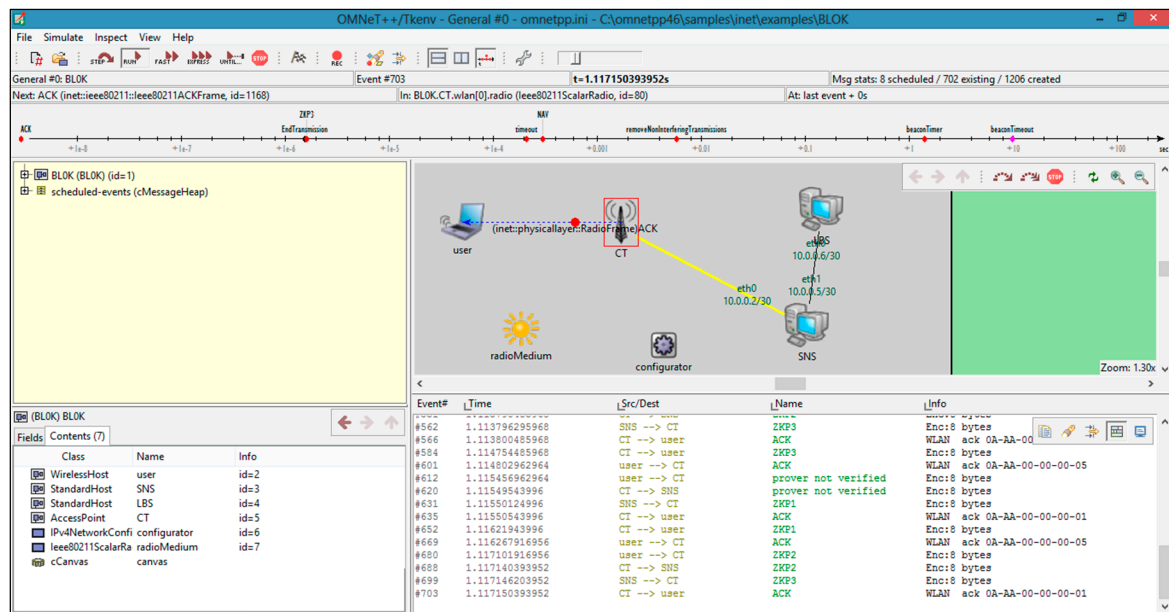 OMNeT++/Tkenv - General #0 - omnetpp.ini - C:\omnetpp46\samples\inet\examples\BLOK
File Simulate Inspect View Help
STEP RUN FAST EXPRESS UNTIL... STOP REC
General #0: BL0K Event #703 t=1.117150393952s Msg stats: 8 scheduled / 702 existing / 1206 created
Next: ACK (inet::ieee80211::Ieee80211ACKFrame, id=1168) In: BL0K.CT.wlan[0].radio (Ieee80211ScalarRadio, id=80) At: last event + 0s
ZKP3 NAV
ACK EndTransmission timeout removeNonInterferingTransmissions beaconTimer beaconTimeout
+1e-8 +1e-7 +1e-6 +1e-5 +1e-4 +0.001 +0.01 +0.1 +1 +10 +100 sec
BL0K (BL0K) (id=1)
scheduled-events (cMessageHeap)
STOP
user
(inet::physicallayer::RadioFrame)ACK
CT
LBS
eth0
10.0.0.6/30
eth1
10.0.0.5/30
eth0
10.0.0.2/30
SNS
radioMedium
configurator
Zoom: 1.30x
(BL0K) BL0K
Fields Contents (7)
Class Name Info
WirelessHost user id=2
StandardHost SNS id=3
StandardHost LBS id=4
AccessPoint CT id=5
IPv4NetworkConfi configurator id=6
Ieee80211ScalarRa radioMedium id=7
cCanvas canvas
Event# Time Src/Dest Name Info
#562 1.113796295968 SNS --> CT ZKP3 Enc:8 bytes
#566 1.113800485968 CT --> user ACK WLAN ack 0A-AA-00
#584 1.114754485968 CT --> user ZKP3 Enc:8 bytes
#601 1.114802962964 user --> CT ACK WLAN ack 0A-AA-00-00-00-05
#612 1.115456962964 user --> CT prover not verified Enc:8 bytes
#620 1.11549543996 CT --> SNS prover not verified Enc:8 bytes
#631 1.11550124996 SNS --> CT ZKP1 Enc:8 bytes
#635 1.11550543996 CT --> user ACK WLAN ack 0A-AA-00-00-00-01
#652 1.11621943996 CT --> user ZKP1 Enc:8 bytes
#669 1.116267916956 user --> CT ACK WLAN ack 0A-AA-00-00-00-05
#680 1.117101916956 user --> CT ZKP2 Enc:8 bytes
#688 1.117140393952 CT --> SNS ZKP2 Enc:8 bytes
#699 1.117146203952 SNS --> CT ZKP3 Enc:8 bytes
#703 1.117150393952 CT --> user ACK WLAN ack 0A-AA-00-00-00-01